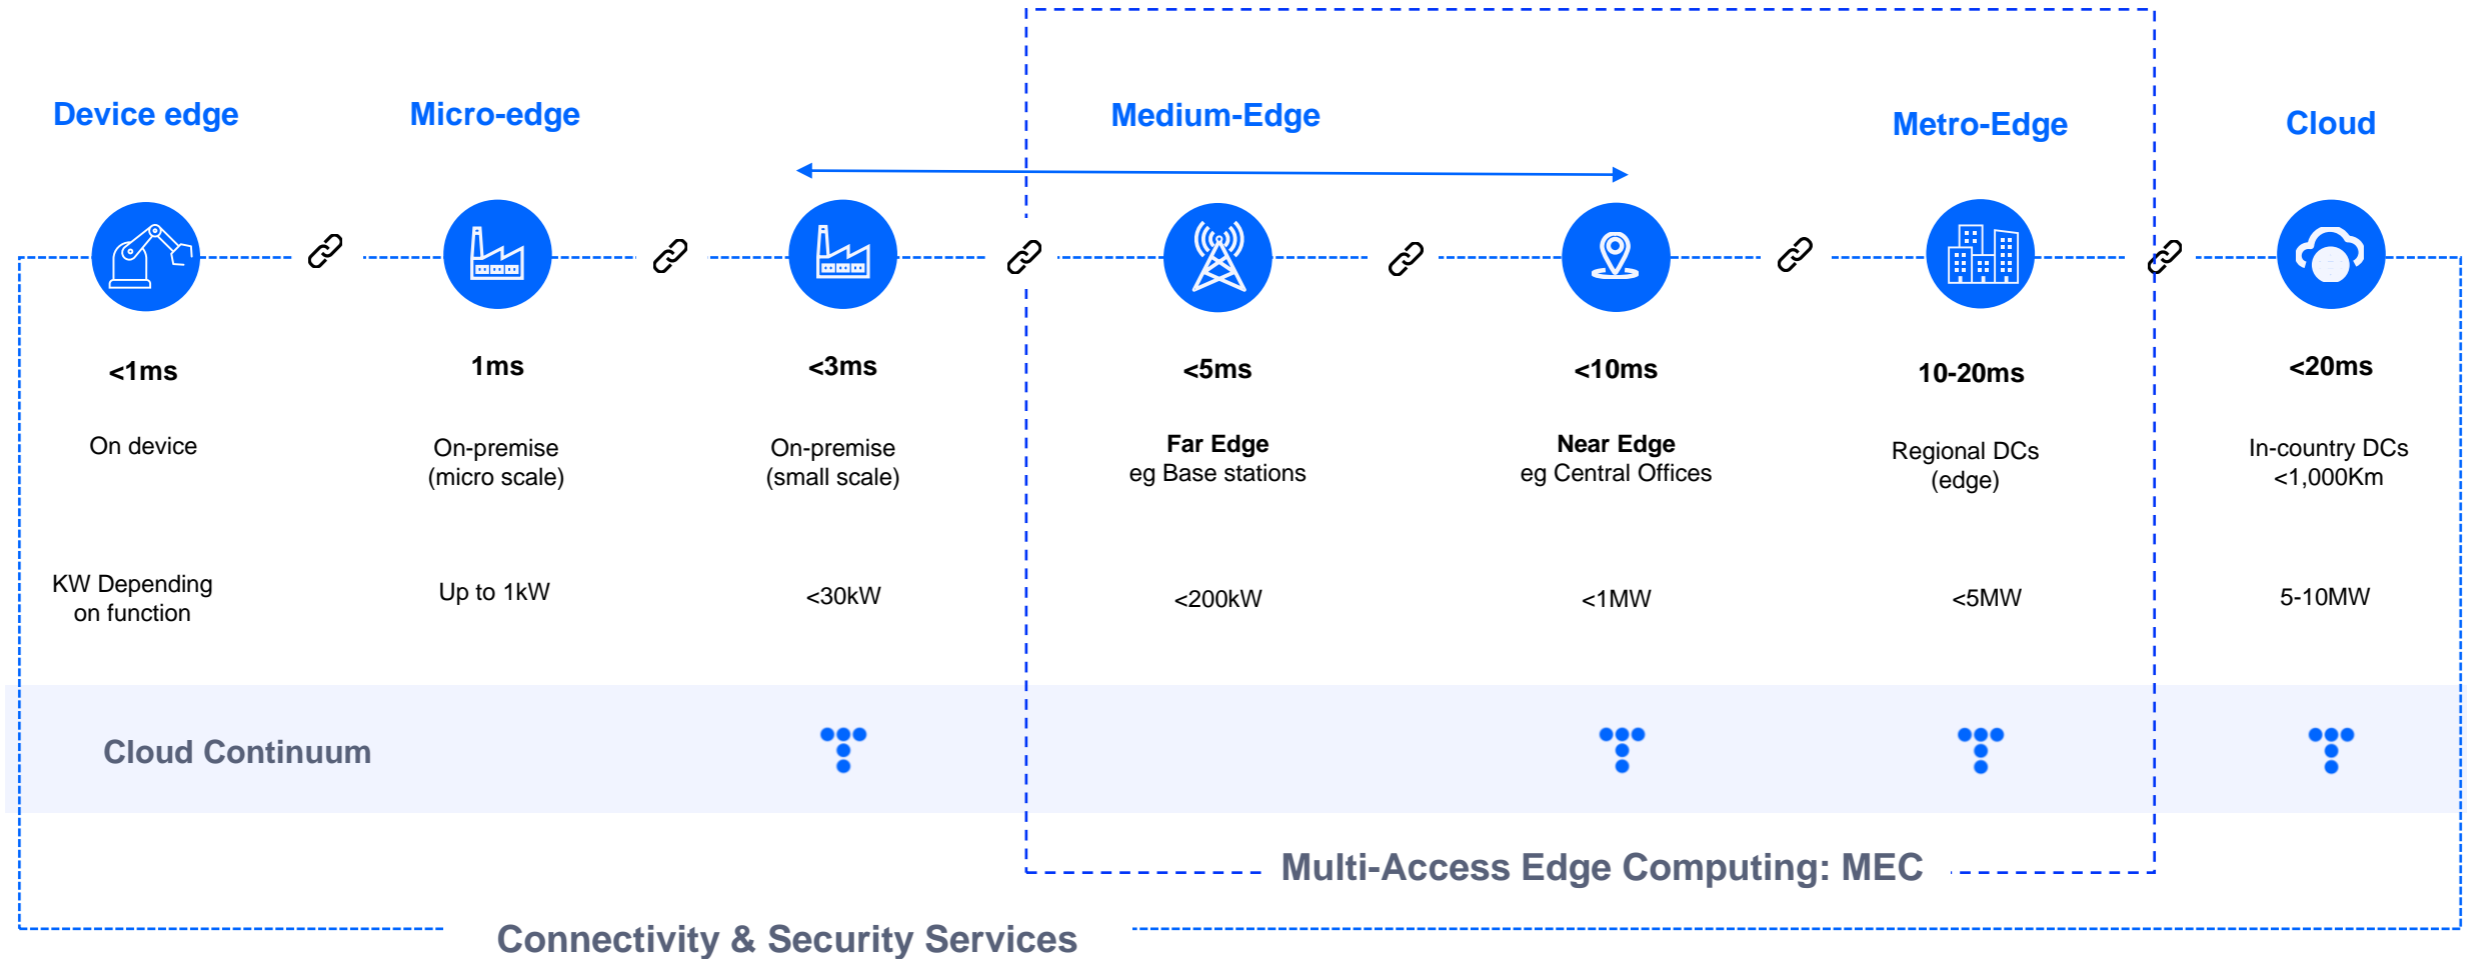 Device edge
Micro-edge
Medium-Edge
Metro-Edge
Cloud
<1ms
1ms
<3ms
<5ms
<10ms
10-20ms
<20ms
On device
On-premise
(micro scale)
On-premise
(small scale)
Far Edge
eg Base stations
Near Edge
eg Central Offices
Regional DCs
(edge)
In-country DCs
<1,000Km
KW Depending
on function
Up to 1kW
<30kW
<200kW
<1MW
<5MW
5-10MW
Cloud Continuum
Multi-Access Edge Computing: MEC
Connectivity & Security Services